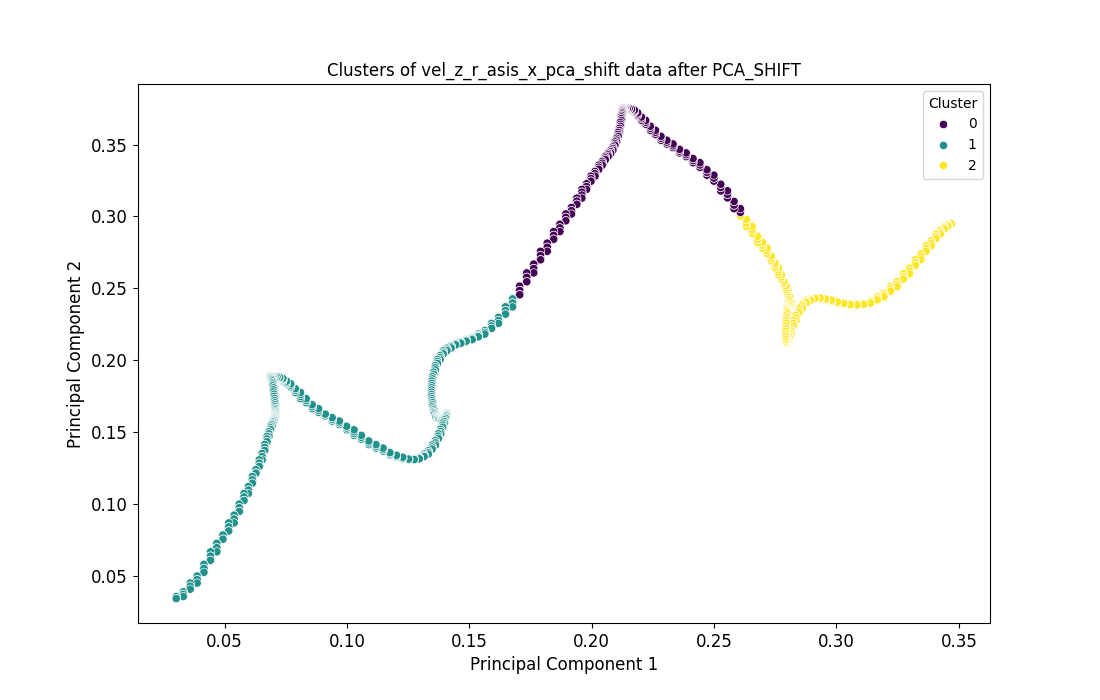 Clusters of vel_z_r_asis_x_pca_shift data after PCA_SHIFT
Cluster
0
1
2
Principal Component 2
0.35
0.30
0.25
0.20
0.15
0.10
0.05
0.05 0.10 0.15 0.20 0.25 0.30 0.35
Principal Component 1